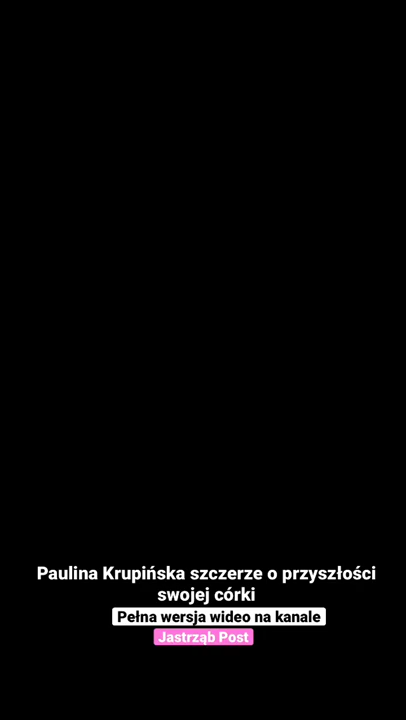 Paulina Krupińska szczerze o przyszłości
swojej córki
Pełna wersja wideo na kanale
Jastrząb Post